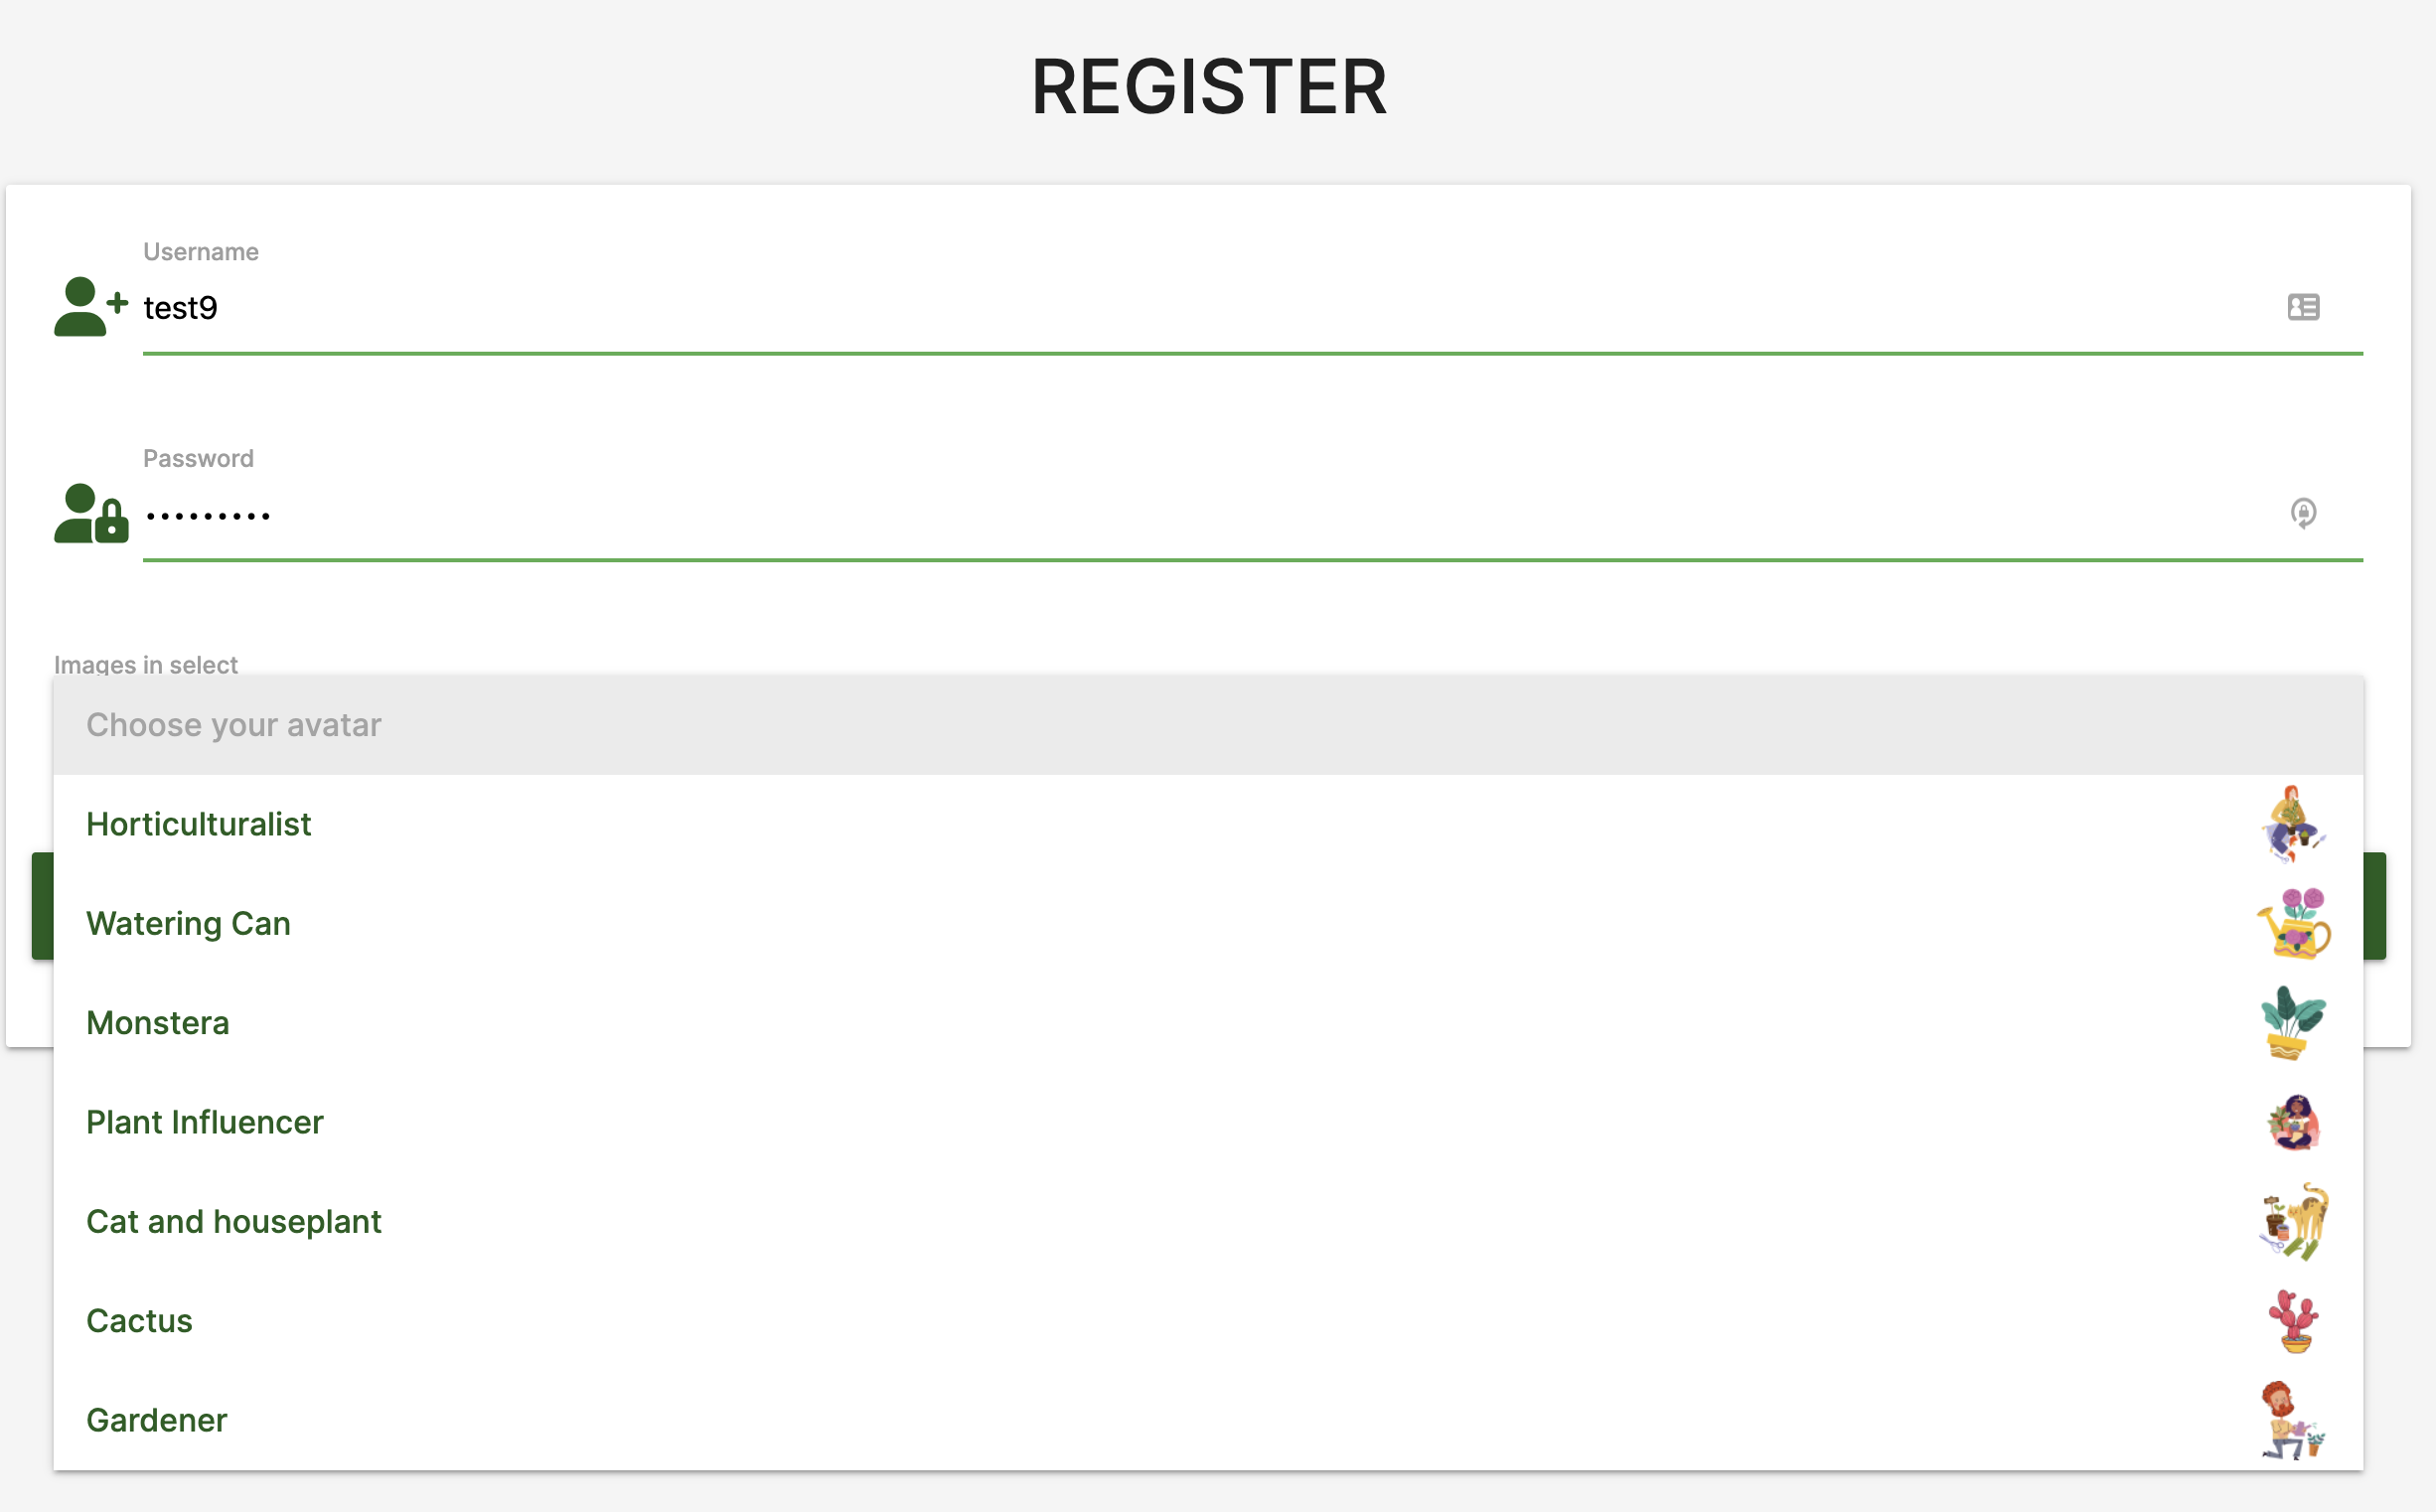 REGISTER
Username
test9
Password
•••••••••
Images in select
Choose your avatar
Horticulturalist
Watering Can
Monstera
Plant Influencer
Cat and houseplant
Cactus
Gardener